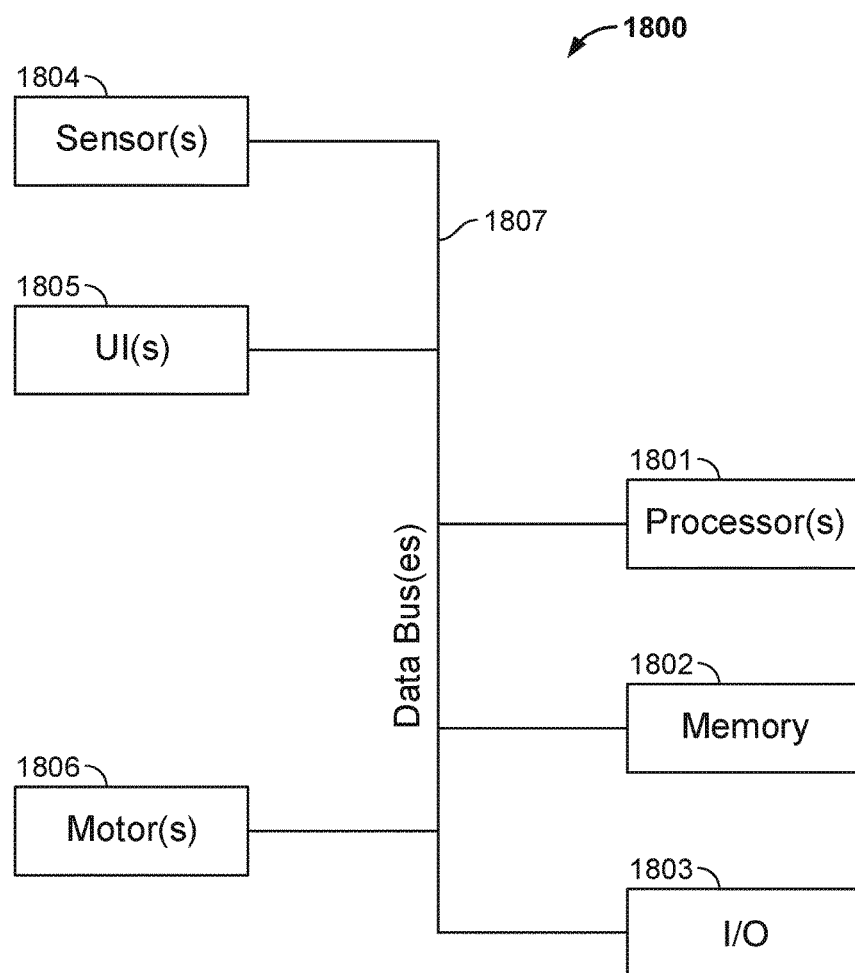 1800
1804
Sensor(s)
1807
1805
UI(s)
1801
Processor(s)
Data Bus(es)
1802
Memory
1806
Motor(s)
1803
I/O